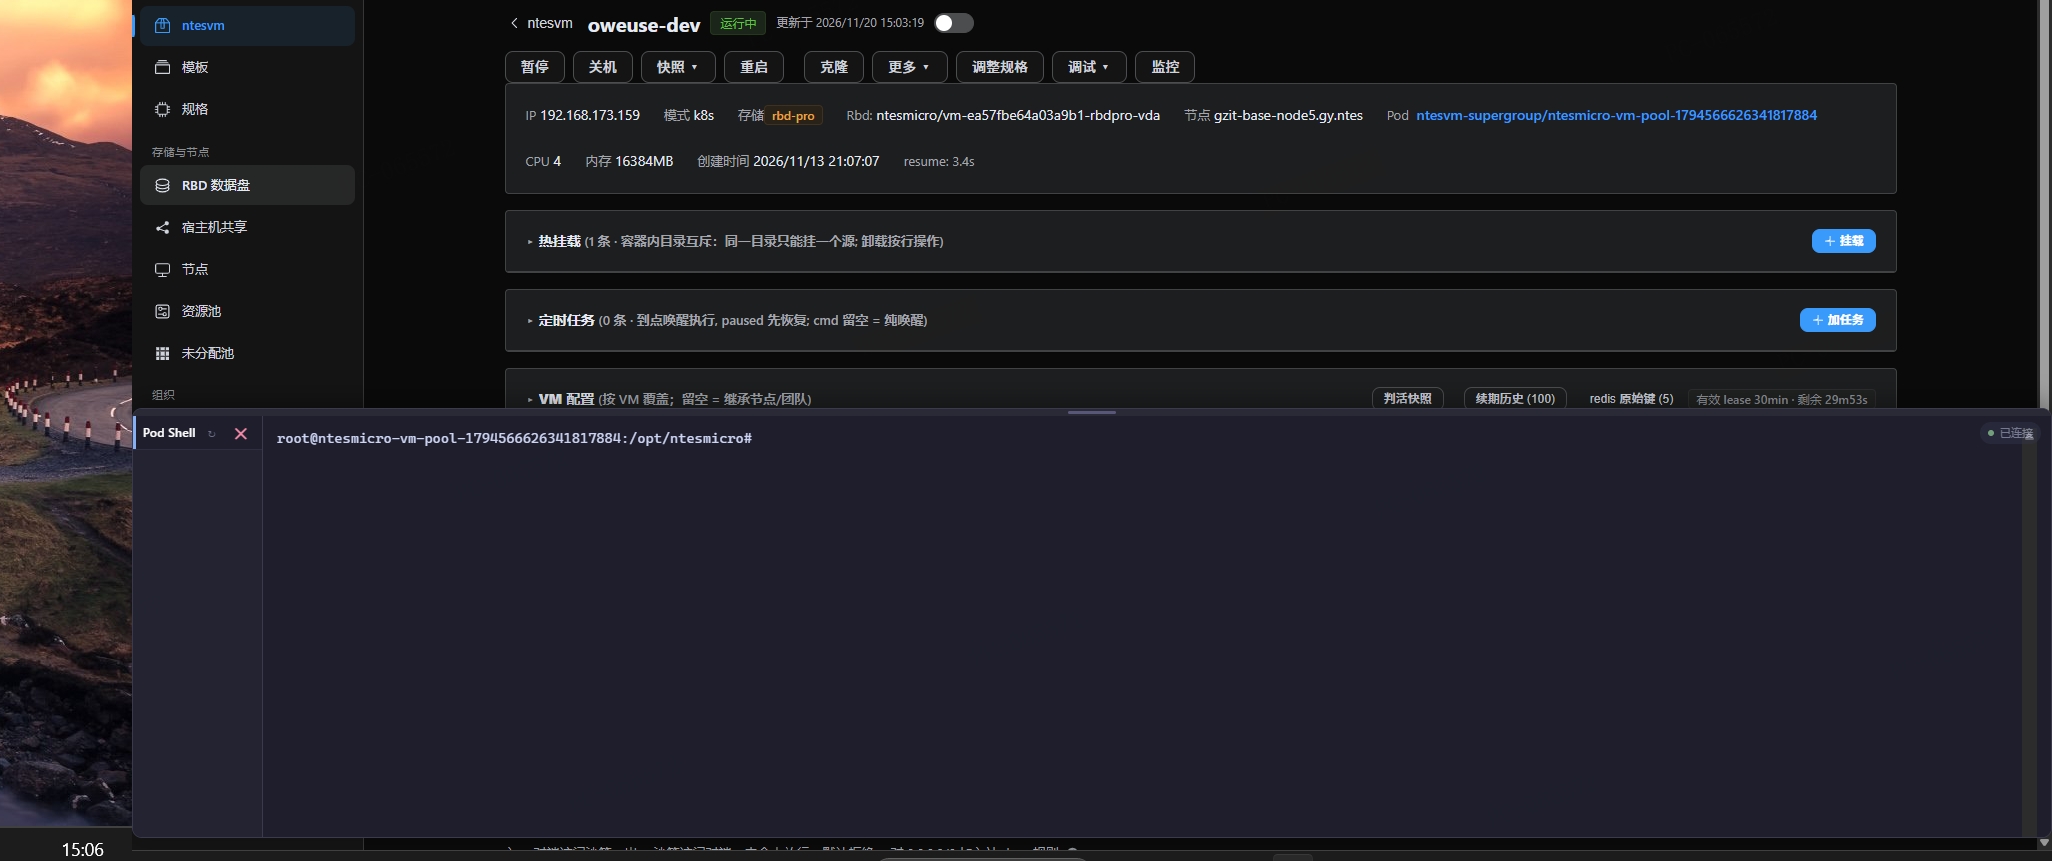 ntesvm
模板
规格
存储与节点
RBD 数据盘
宿主机共享
节点
资源池
未分配池
组织
ntesvm oweuse-dev 运行中 更新于 2026/11/20 15:03:19
暂停 关机 快照 重启 克隆 更多 调整规格 调试 监控
IP 192.168.173.159 模式 k8s 存储 rbd-pro Rbd: ntesmicro/vm-ea57fbe64a03a9b1-rbdpro-vda 节点 gzit-base-node5.gy.ntes Pod ntesvm-supergroup/ntesmicro-vm-pool-1794566626341817884
CPU 4 内存 16384MB 创建时间 2026/11/13 21:07:07 resume: 3.4s
热挂载 (1 条 · 容器内目录互斥：同一目录只能挂一个源; 卸载按行操作) + 挂载
定时任务 (0 条 · 到点唤醒执行, paused 先恢复; cmd 留空 = 纯唤醒) + 加任务
VM 配置 (按 VM 覆盖；留空 = 继承节点/团队) 判活快照 续期历史 (100) redis 原始键 (5) 有效 lease 30min · 剩余 29m53s
Pod Shell
root@ntesmicro-vm-pool-1794566626341817884:/opt/ntesmicro#
已连接
15:06